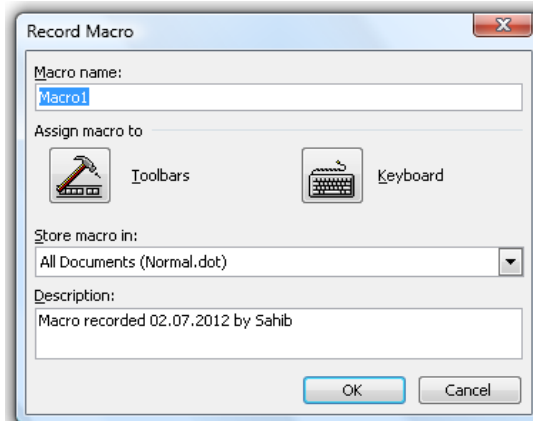 Record Macro
Macro name:
Macro1
Assign macro to
Toolbars Keyboard
Store macro in:
All Documents (Normal.dot)
Description:
Macro recorded 02.07.2012 by Sahib
OK Cancel